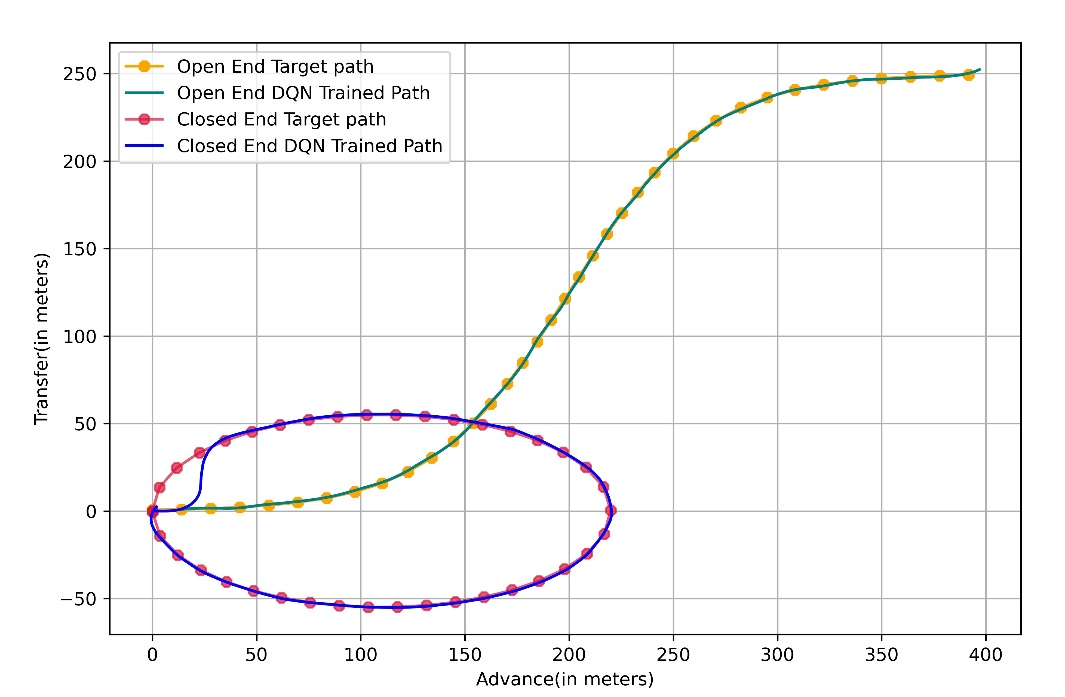 Open End Target path
Open End DQN Trained Path
Closed End Target path
Closed End DQN Trained Path
Transfer(in meters)
250
200
150
100
50
0
−50
0 50 100 150 200 250 300 350 400
Advance(in meters)